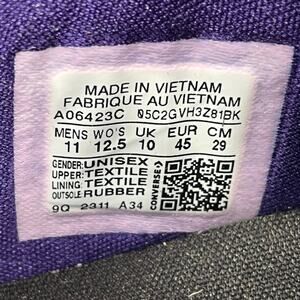 MADE IN VIETNAM
FABRIQUE AU VIETNAM
A06423C 05C2GVH3Z81BK
MENS WO'S UK EUR CM
11 12.5 10 45 29
GENDER: UNISEX
UPPER: TEXTILE
LINING: TEXTILE
OUTSOLE: RUBBER
9Q 2311 A34
CONVERSE